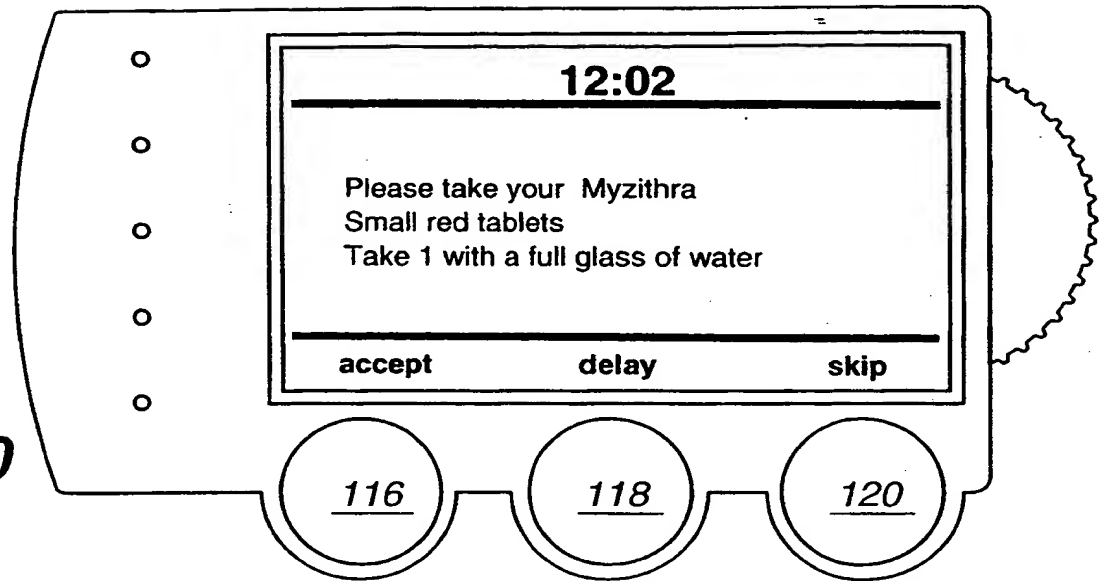 12:02
Please take your Myzithra
Small red tablets
Take 1 with a full glass of water
accept delay skip
116 118 120